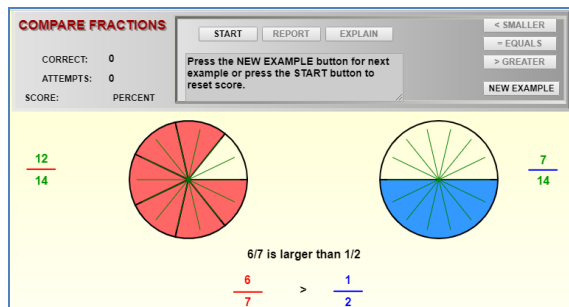 COMPARE FRACTIONS
START REPORT EXPLAIN
< SMALLER
= EQUALS
> GREATER
NEW EXAMPLE
CORRECT: 0
ATTEMPTS: 0
SCORE: PERCENT
Press the NEW EXAMPLE button for next
example or press the START button to
reset score.
12
14
7
14
6/7 is larger than 1/2
6
7
>
1
2